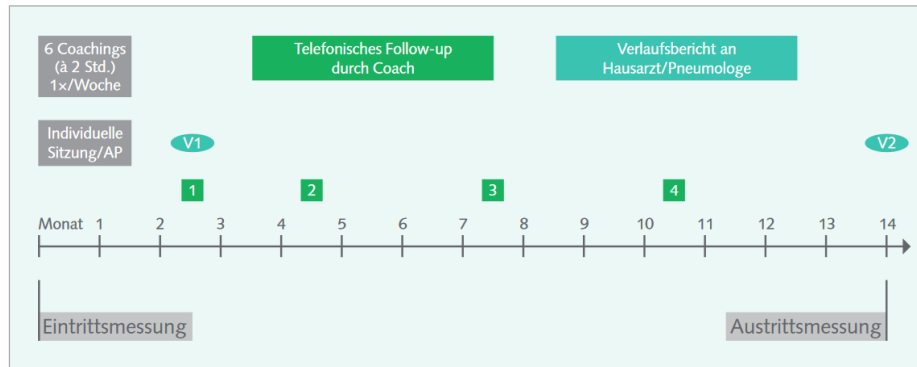 6 Coachings
(à 2 Std.)
1×/Woche
Telefonisches Follow-up
durch Coach
Verlaufsbericht an
Hausarzt/Pneumologe
Individuelle
Sitzung/AP
V1
V2
1 2 3 4
Monat 1 2 3 4 5 6 7 8 9 10 11 12 13 14
Eintrittsmessung
Austrittsmessung